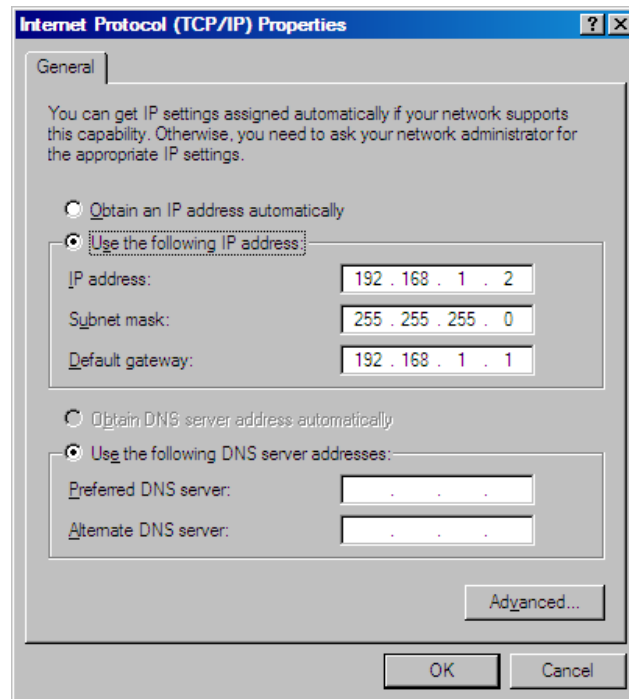 Internet Protocol (TCP/IP) Properties
General
You can get IP settings assigned automatically if your network supports
this capability. Otherwise, you need to ask your network administrator for
the appropriate IP settings.
Obtain an IP address automatically
Use the following IP address:
IP address: 192 . 168 . 1 . 2
Subnet mask: 255 . 255 . 255 . 0
Default gateway: 192 . 168 . 1 . 1
Obtain DNS server address automatically
Use the following DNS server addresses:
Preferred DNS server: . . .
Alternate DNS server: . . .
Advanced...
OK Cancel